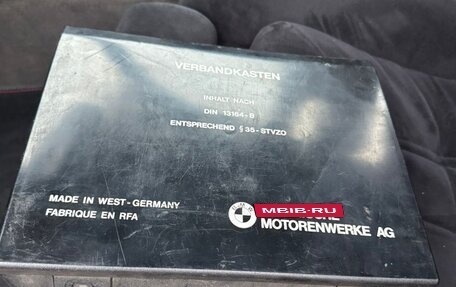 VERBANDKASTEN
INHALT NACH
DIN 13164-B
ENTSPRECHEND § 35-STVZO
MADE IN WEST-GERMANY
FABRIQUE EN RFA
BMW
MBIB-RU
MOTORENWERKE AG